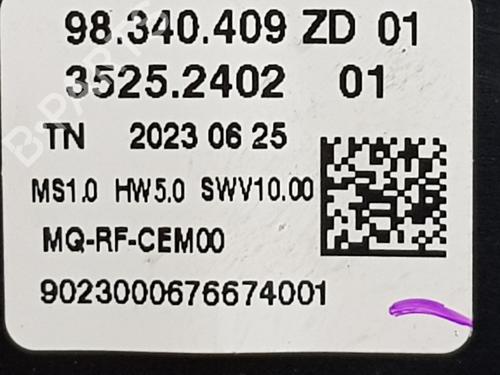 98.340.409 ZD 01
3525.2402 01
TN 2023 06 25
MS1.0 HW5.0 SWV10.00
MQ-RF-CEM00
9023000676674001
B-PARTS